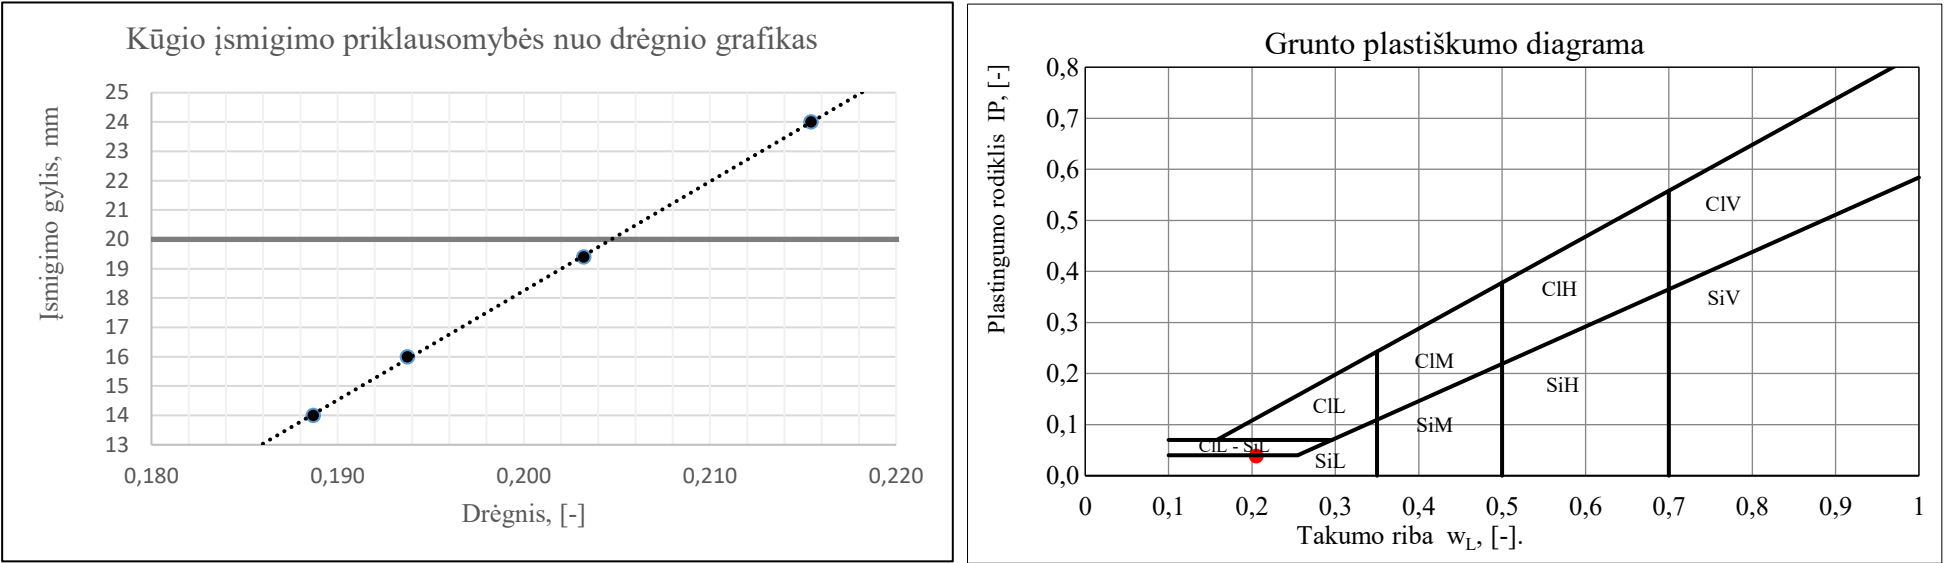 Kūgio įsmigimo priklausomybės nuo drėgnio grafikas
Įsmigimo gylis, mm
25
24
23
22
21
20
19
18
17
16
15
14
13
0,180 0,190 0,200 0,210 0,220
Drėgnis, [-]
Grunto plastiškumo diagrama
Plastingumo rodiklis IP, [-]
0,8
0,7
0,6
0,5
0,4
0,3
0,2
0,1
0,0
ClV
ClH
SiV
ClM
SiH
ClL
SiM
ClL - SiL
SiL
0 0,1 0,2 0,3 0,4 0,5 0,6 0,7 0,8 0,9 1
Takumo riba wL, [-].